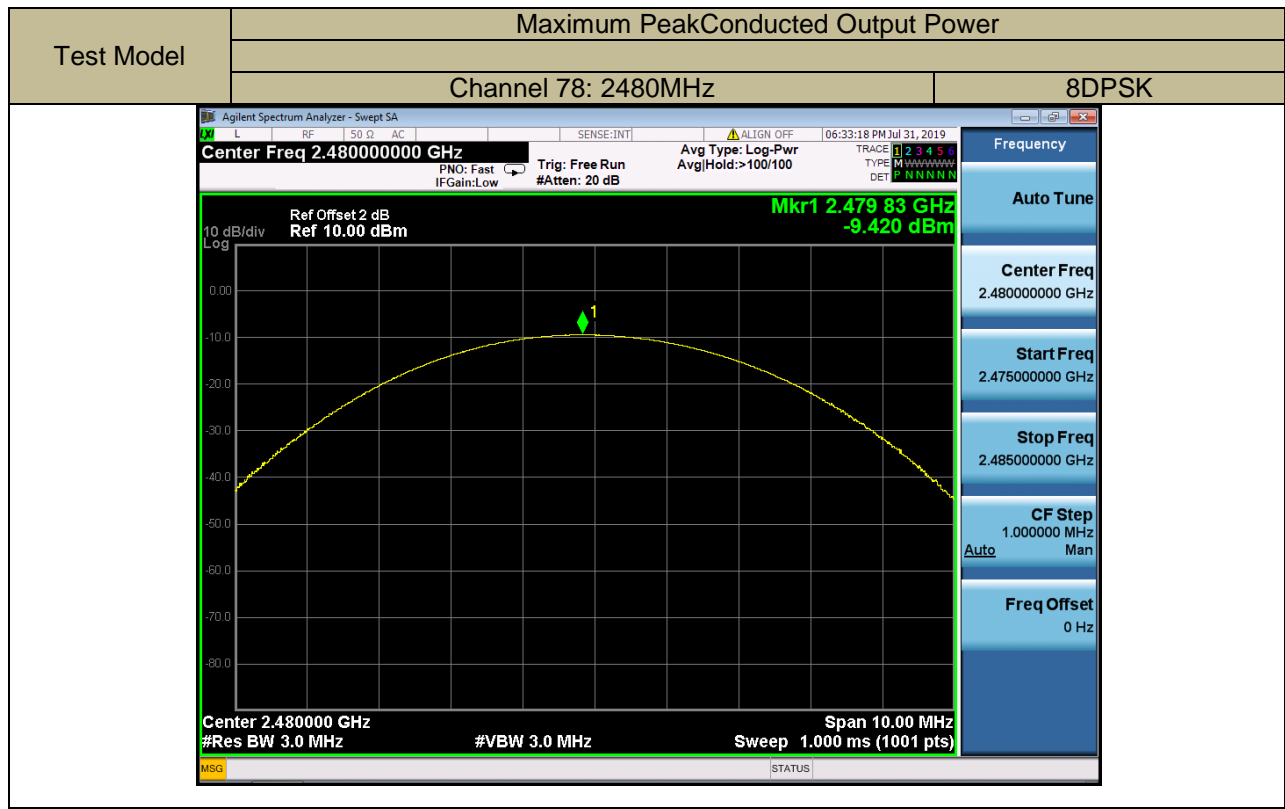 Test Model
Maximum PeakConducted Output Power
Channel 78: 2480MHz
8DPSK
Agilent Spectrum Analyzer - Swept SA
LXI L RF 50 Ω AC SENSE:INT ALIGN OFF 06:33:18 PM Jul 31, 2019
Center Freq 2.480000000 GHz
PNO: Fast
IFGain:Low
Trig: Free Run
#Atten: 20 dB
Avg Type: Log-Pwr
Avg|Hold:>100/100
TRACE 1 2 3 4 5 6
TYPE M WWWWW
DET P N N N N N
Mkr1 2.479 83 GHz
-9.420 dBm
Ref Offset 2 dB
10 dB/div Ref 10.00 dBm
Log
0.00
-10.0
-20.0
-30.0
-40.0
-50.0
-60.0
-70.0
-80.0
1
Center 2.480000 GHz
Span 10.00 MHz
#Res BW 3.0 MHz
#VBW 3.0 MHz
Sweep 1.000 ms (1001 pts)
Frequency
Auto Tune
Center Freq
2.480000000 GHz
Start Freq
2.475000000 GHz
Stop Freq
2.485000000 GHz
CF Step
1.000000 MHz
Auto Man
Freq Offset
0 Hz
MSG
STATUS